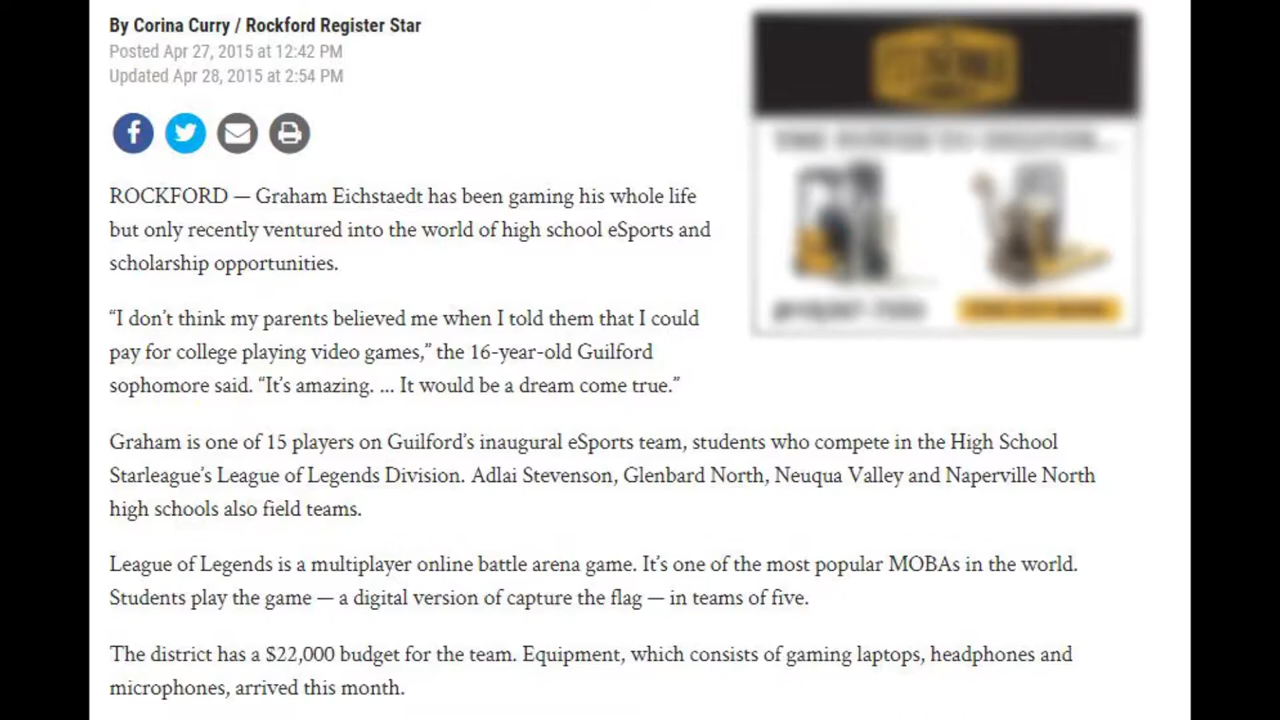 By Corina Curry / Rockford Register Star
Posted Apr 27, 2015 at 12:42 PM
Updated Apr 28, 2015 at 2:54 PM
ROCKFORD — Graham Eichstaedt has been gaming his whole life
but only recently ventured into the world of high school eSports and
scholarship opportunities.
“I don’t think my parents believed me when I told them that I could
pay for college playing video games,” the 16-year-old Guilford
sophomore said. “It’s amazing. ... It would be a dream come true.”
Graham is one of 15 players on Guilford’s inaugural eSports team, students who compete in the High School
Starleague’s League of Legends Division. Adlai Stevenson, Glenbard North, Neuqua Valley and Naperville North
high schools also field teams.
League of Legends is a multiplayer online battle arena game. It’s one of the most popular MOBAs in the world.
Students play the game — a digital version of capture the flag — in teams of five.
The district has a $22,000 budget for the team. Equipment, which consists of gaming laptops, headphones and
microphones, arrived this month.